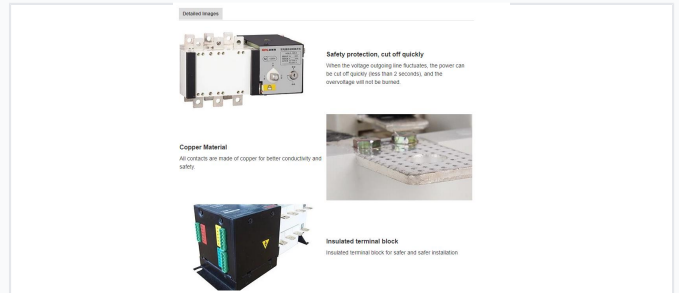 Detailed Images
Safety protection, cut off quickly
When the voltage outgoing line fluctuates, the power can
be cut off quickly (less than 2 seconds), and the
overvoltage will not be burned.
Copper Material
All contacts are made of copper for better conductivity and
safety.
Insulated terminal block
Insulated terminal block for safer and safer installation